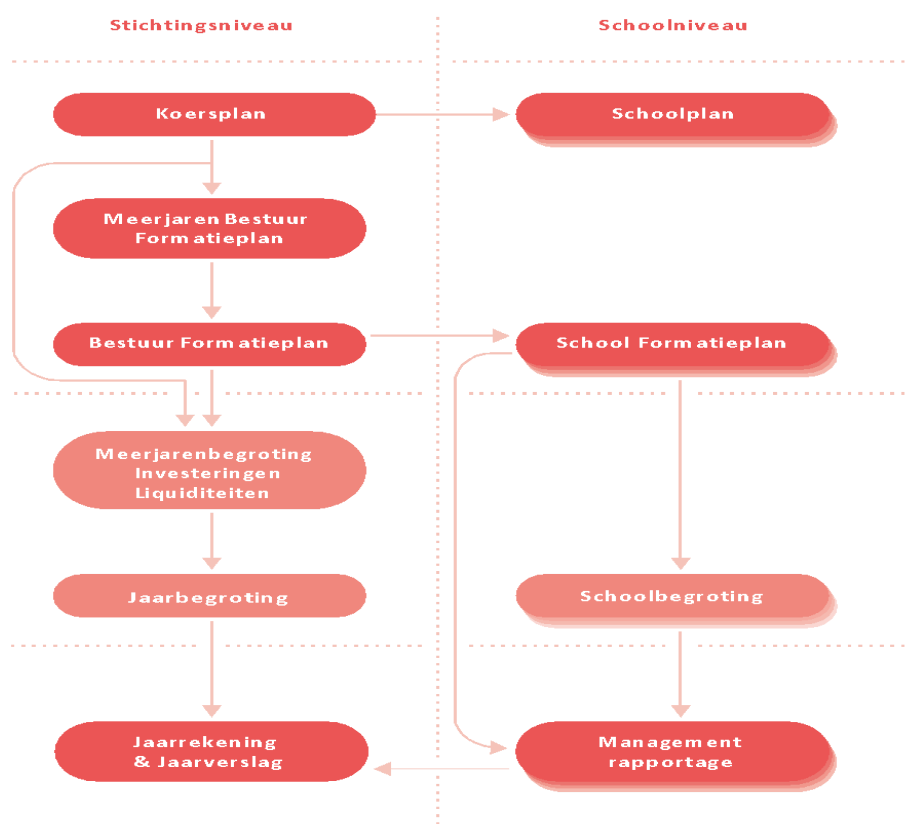 Stichtingsniveau
Schoolniveau
Koersplan
Schoolplan
Meerjaren Bestuur
Formatieplan
Bestuur Formatieplan
School Formatieplan
Meerjarenbegroting
Investeringen
Liquiditeiten
Jaarbegroting
Schoolbegroting
Jaarrekening
& Jaarverslag
Management
rapportage